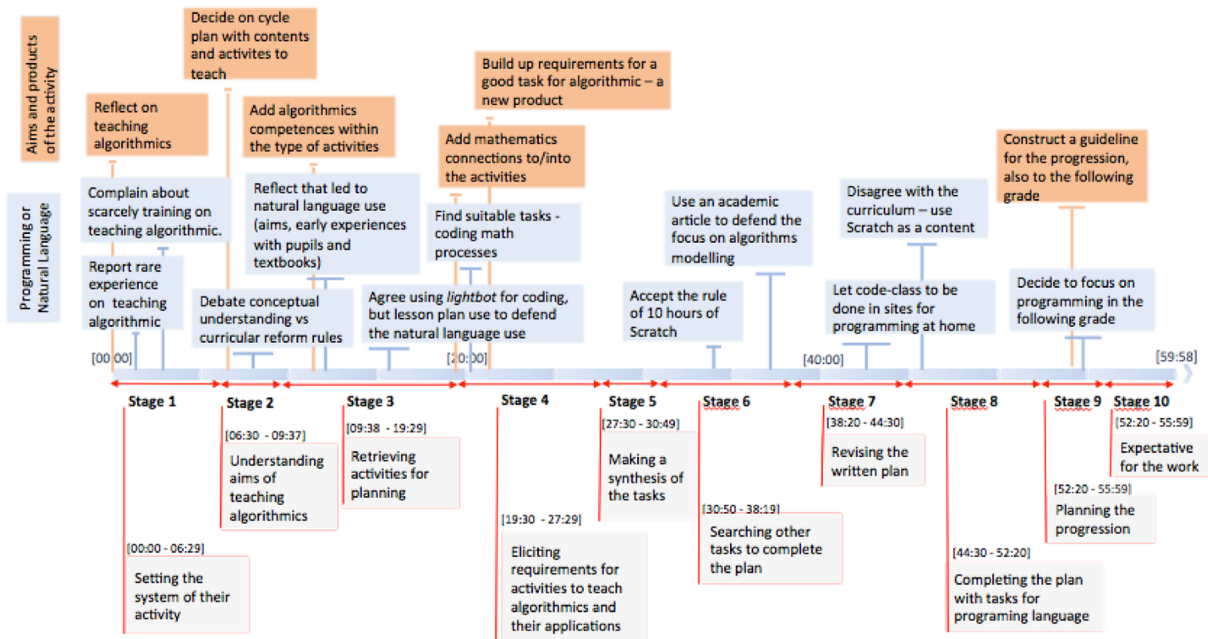 Aims and products
of the activity
Decide on cycle
plan with contents
and activites to
teach
Reflect on
teaching
algorithmics
Add algorithmics
competences within
the type of activities
Build up requirements for a
good task for algorithmic – a
new product
Add mathematics
connections to/into
the activities
Construct a
guideline for the
progression,
also to the following
grade
Programming or
Natural Language
Complain about
scarcely training on
teaching algorithmic.
Report rare
experience
on teaching
algorithmic
Debate conceptual
understanding vs
curricular reform rules
Reflect that led to
natural language use
(aims, early experiences
with pupils and
textbooks)
Agree using lightbot for coding,
but lesson plan use to defend
the natural language use
Find suitable tasks -
coding math
processes
Accept the rule
of 10 hours of
Scratch
Use an academic
article to defend the
focus on algorithms
modelling
Let code-class to be
done in sites for
programming at home
Disagree with the
curriculum – use
Scratch as a content
Decide to focus on
programming in the
following grade
[00:00]
[20:00]
[40:00]
[59:58]
Stage 1
Stage 2
Stage 3
Stage 4
Stage 5
Stage 6
Stage 7
Stage 8
Stage 9
Stage 10
[00:00 - 06:29]
Setting the
system of their
activity
[06:30 - 09:37]
Understanding
aims of
teaching
algorithmics
[09:38 - 19:29]
Retrieving
activities for
planning
[19:30 - 27:29]
Eliciting
requirements for
activities to teach
algorithmics and
their applications
[27:30 - 30:49]
Making a
synthesis of
the tasks
[30:50 - 38:19]
Searching other
tasks to complete
the plan
[38:20 - 44:30]
Revising the
written plan
[44:30 - 52:20]
Completing the plan
with tasks for
programing language
[52:20 - 55:59]
Planning the
progression
[52:20 - 55:59]
Expectative
for the work